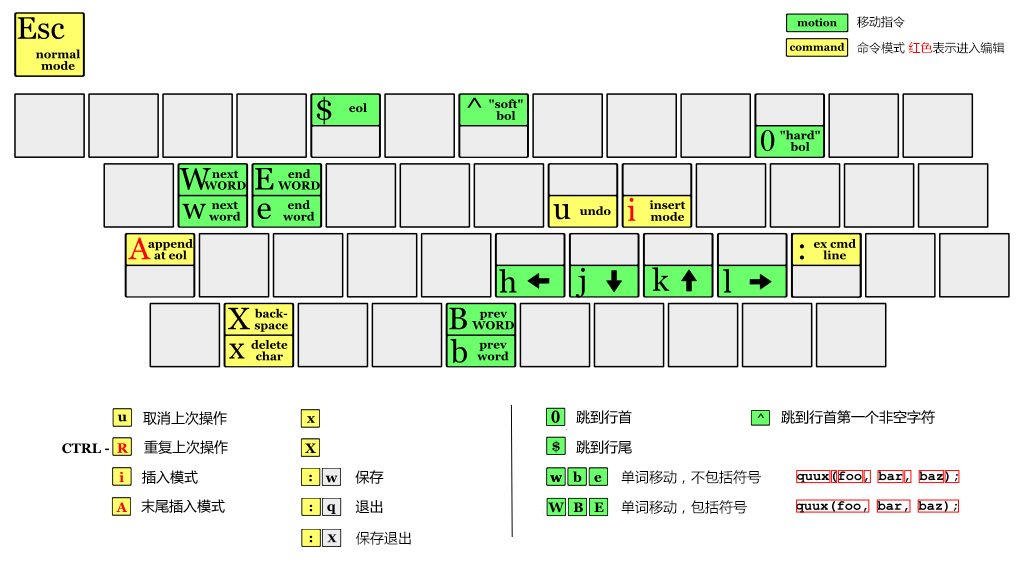 Esc
normal
mode
motion 移动指令
command 命令模式 红色表示进入编辑
$ eol
^ "soft"
bol
0 "hard"
bol
W next
WORD
w next
word
E end
WORD
e end
word
u undo
i insert
mode
A append
at eol
h ←
j ↓
k ↑
l →
: ex cmd
line
X back-
space
x delete
char
B prev
WORD
b prev
word
u 取消上次操作
CTRL - R 重复上次操作
i 插入模式
A 末尾插入模式
x
X
: w 保存
: q 退出
: X 保存退出
0 跳到行首
^ 跳到行首第一个非空字符
$ 跳到行尾
w b e 单词移动，不包括符号 quux(foo, bar, baz);
W B E 单词移动，包括符号 quux(foo, bar, baz);